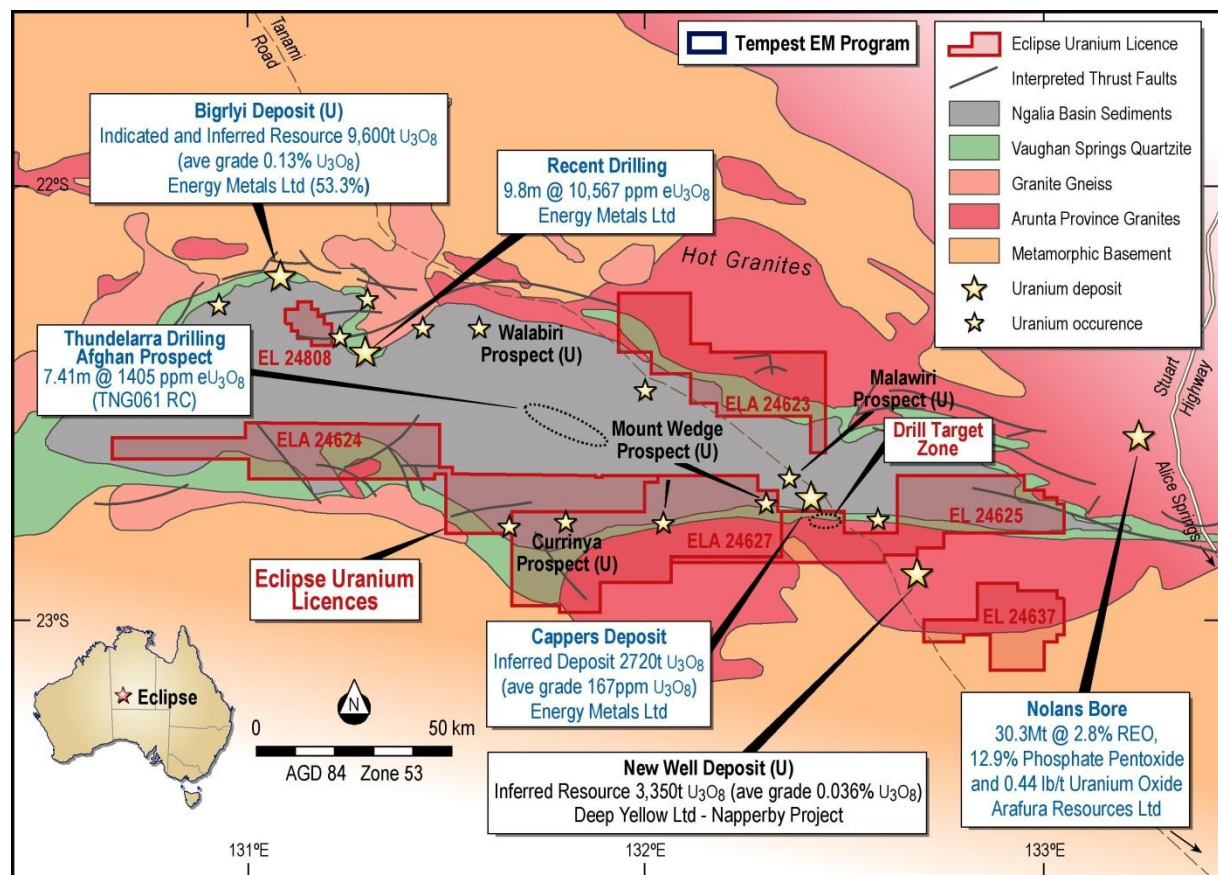 Tanami
Road
Tempest EM Program
Eclipse Uranium Licence
Interpreted Thrust Faults
Ngalia Basin Sediments
Vaughan Springs Quartzite
Granite Gneiss
Arunta Province Granites
Metamorphic Basement
Uranium deposit
Uranium occurence
Bigrlyi Deposit (U)
Indicated and Inferred Resource 9,600t U₃O₈
(ave grade 0.13% U₃O₈)
Energy Metals Ltd (53.3%)
Recent Drilling
9.8m @ 10,567 ppm eU₃O₈
Energy Metals Ltd
22ºS
Hot Granites
Thundelarra Drilling
Afghan Prospect
7.41m @ 1405 ppm eU₃O₈
(TNG061 RC)
EL 24808
Walabiri
Prospect (U)
Stuart
Highway
Malawiri
Prospect (U)
ELA 24623
Drill Target
Zone
Mount Wedge
Prospect (U)
ELA 24624
Alice Springs
EL 24625
ELA 24627
Currinya
Prospect (U)
Eclipse Uranium
Licences
23ºS
EL 24637
Cappers Deposit
Inferred Deposit 2720t U₃O₈
(ave grade 167ppm U₃O₈)
Energy Metals Ltd
Eclipse
N
0 50 km
AGD 84 Zone 53
New Well Deposit (U)
Inferred Resource 3,350t U₃O₈ (ave grade 0.036% U₃O₈)
Deep Yellow Ltd - Napperby Project
Nolans Bore
30.3Mt @ 2.8% REO,
12.9% Phosphate Pentoxide
and 0.44 lb/t Uranium Oxide
Arafura Resources Ltd
131ºE
132ºE
133ºE